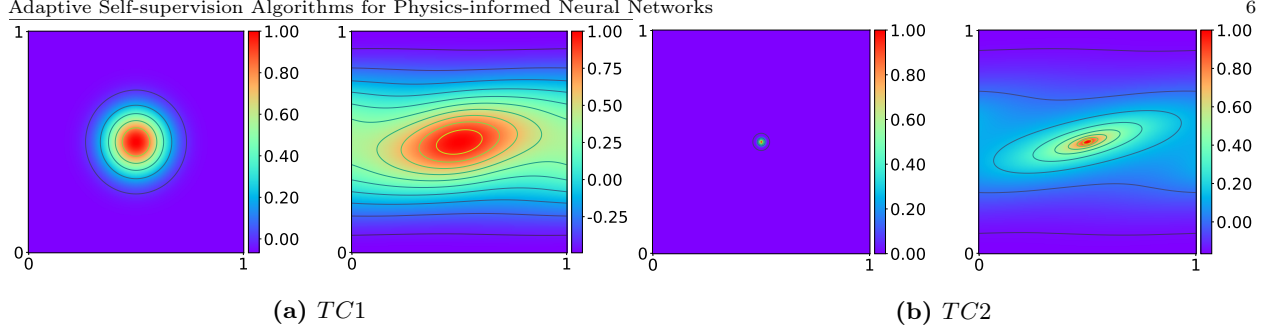 Adaptive Self-supervision Algorithms for Physics-informed Neural Networks 6
1 1.00 1 1.00 1 1.00 1 1.00
0.80 0.75 0.80 0.80
0.60 0.50 0.60 0.60
0.40 0.25 0.40 0.40
0.20 0.00 0.20 0.20
0.00 -0.25 0.00 0.00
0 0 0
0 1 0 1 0 1 0 1
(a) TC1 (b) TC2